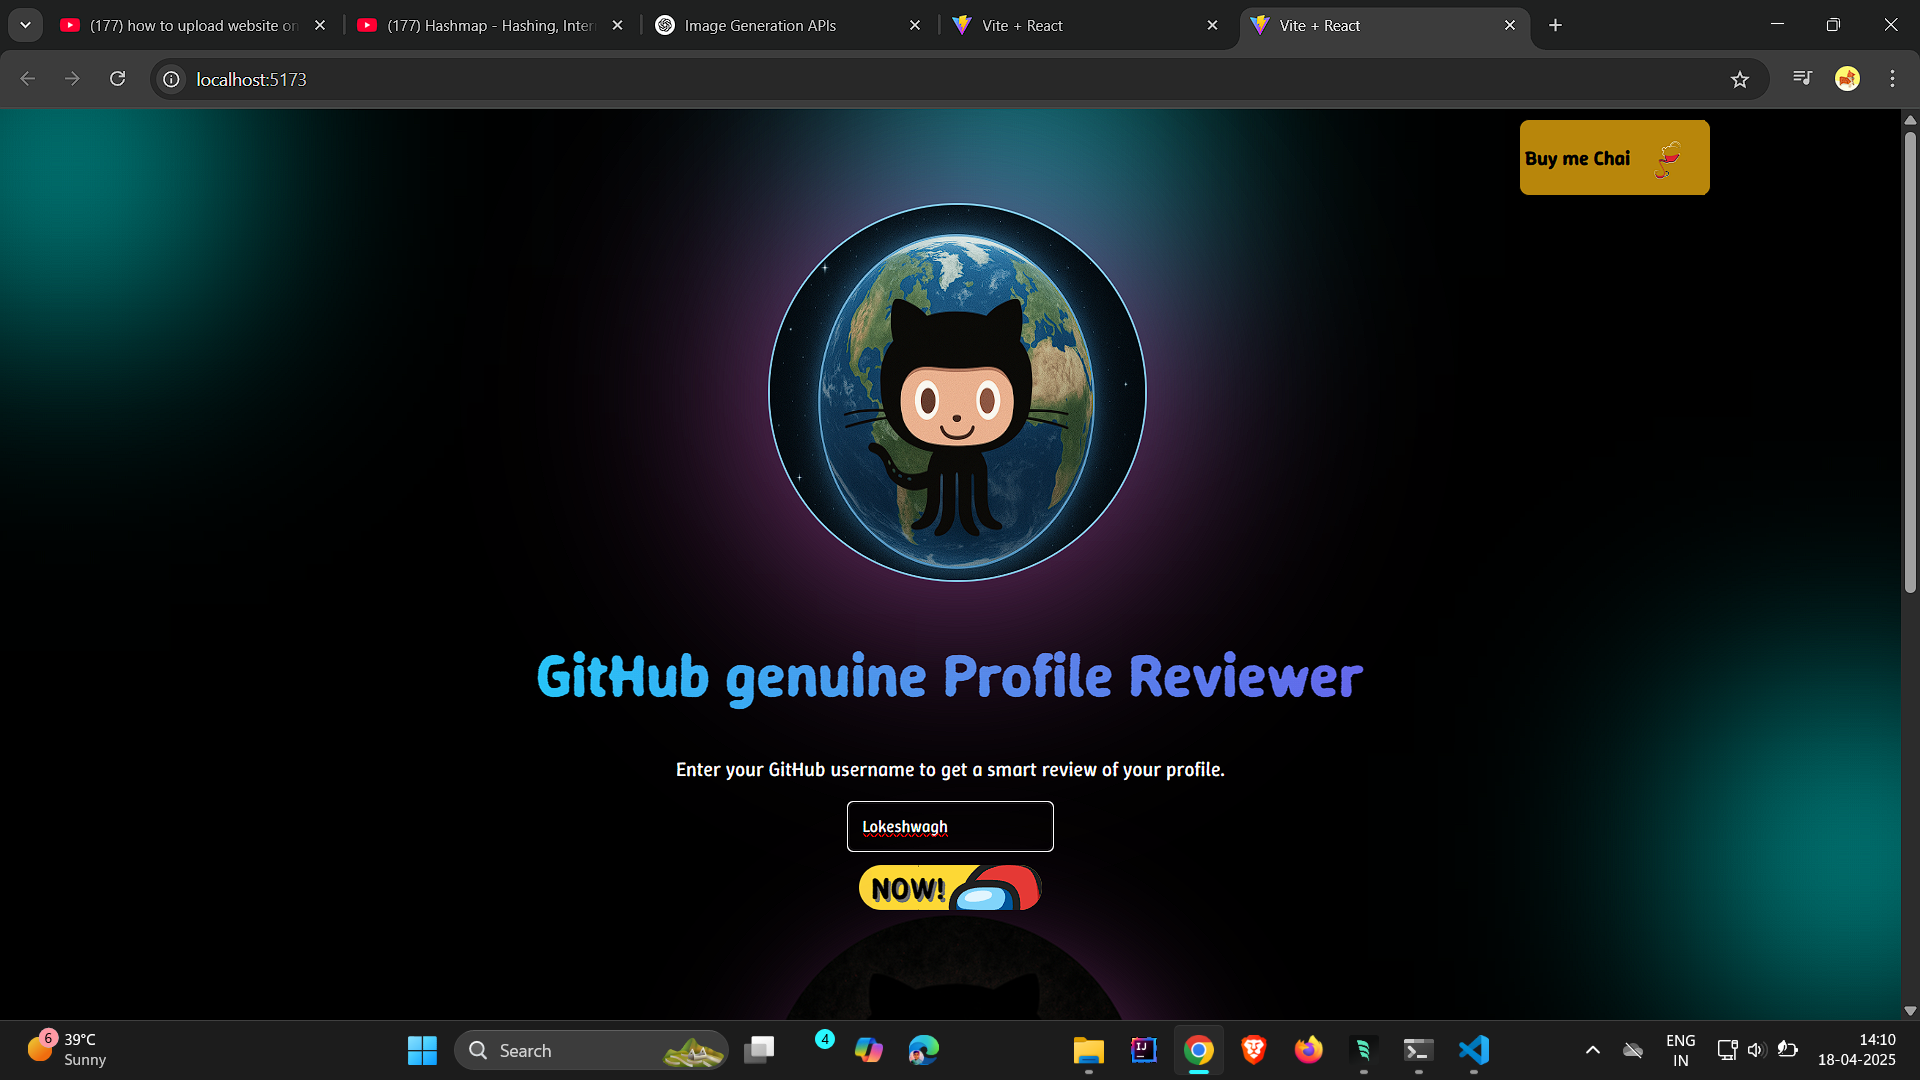 (177) how to upload website on
(177) Hashmap - Hashing, Inter
Image Generation APIs
Vite + React
Vite + React
localhost:5173
Buy me Chai
GitHub genuine Profile Reviewer
Enter your GitHub username to get a smart review of your profile.
Lokeshwagh
NOW!
6
39°C
Sunny
Search
4
IJ
ENG
IN
14:10
18-04-2025